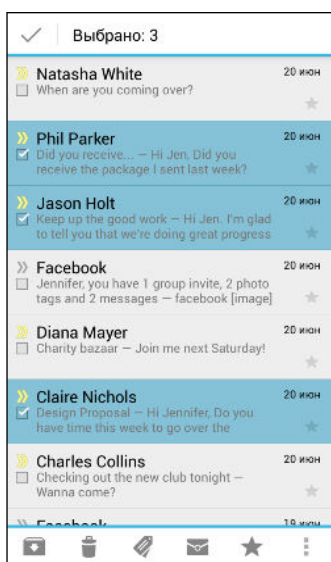 Выбрано: 3
Natasha White
20 июн
When are you coming over?
Phil Parker
20 июн
Did you receive... — Hi Jen, Did you
receive the package I sent last week?
Jason Holt
20 июн
Keep up the good work — Hi Jen. I'm glad
to tell you that we're doing great progress
Facebook
20 июн
Jennifer, you have 1 group invite, 2 photo
tags and 2 messages — facebook [image]
Diana Mayer
20 июн
Charity bazaar — Join me next Saturday!
Claire Nichols
20 июн
Design Proposal — Hi Jennifer, Do you
have time this week to go over the
Charles Collins
20 июн
Checking out the new club tonight —
Wanna come?
Facebook
19 июн